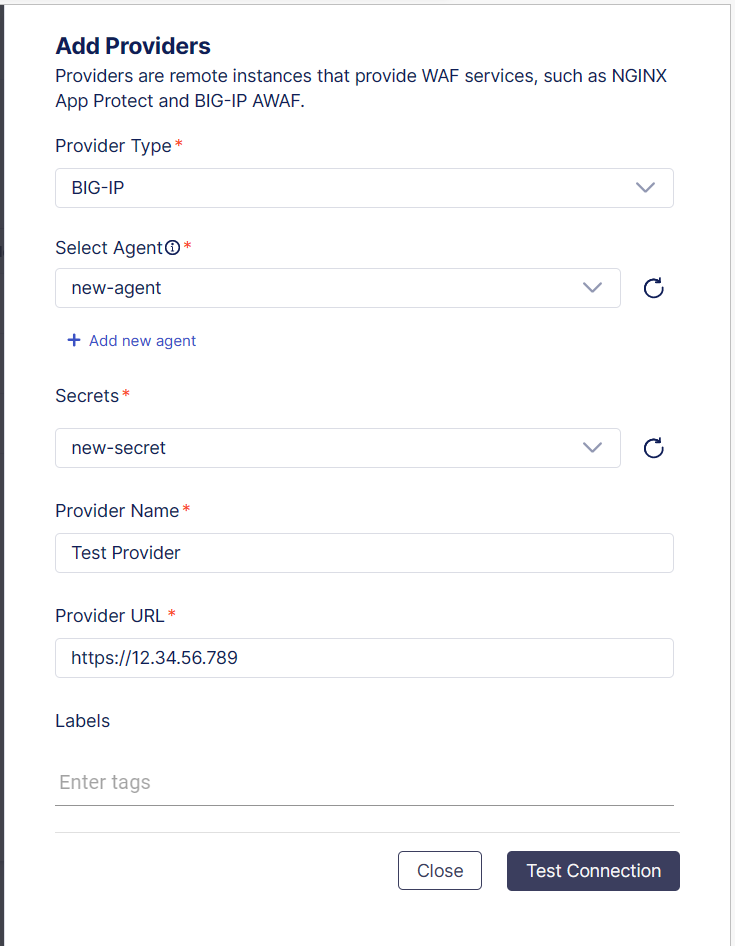 Add Providers
Providers are remote instances that provide WAF services, such as NGINX
App Protect and BIG-IP AWAF.
Provider Type*
BIG-IP
Select Agent ⓘ *
new-agent
+ Add new agent
Secrets*
new-secret
Provider Name*
Test Provider
Provider URL*
https://12.34.56.789
Labels
Enter tags
Close
Test Connection